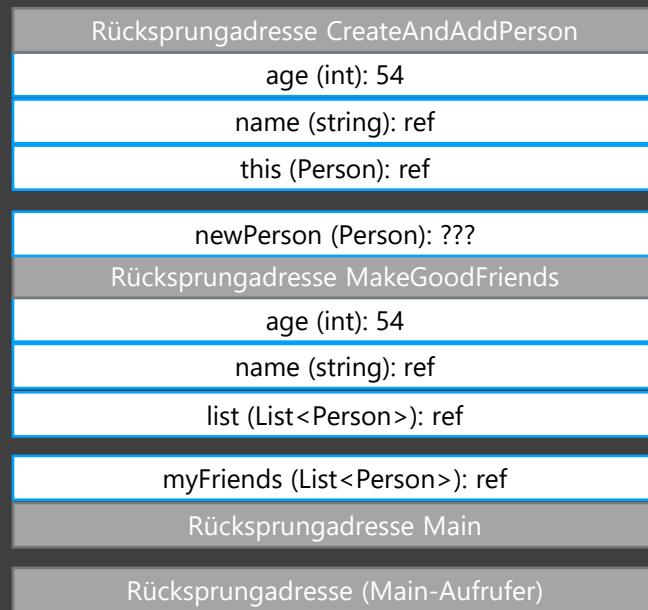 Rücksprungadresse CreateAndAddPerson
age (int): 54
name (string): ref
this (Person): ref
newPerson (Person): ???
Rücksprungadresse MakeGoodFriends
age (int): 54
name (string): ref
list (List<Person>): ref
myFriends (List<Person>): ref
Rücksprungadresse Main
Rücksprungadresse (Main-Aufrufer)